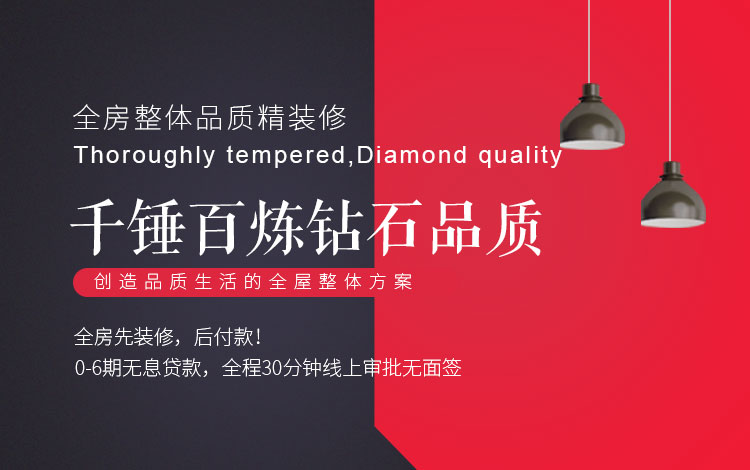 全房整体品质精装修
Thoroughly tempered,Diamond quality
千锤百炼钻石品质
创造品质生活的全屋整体方案
全房先装修，后付款！
0-6期无息贷款，全程30分钟线上审批无面签